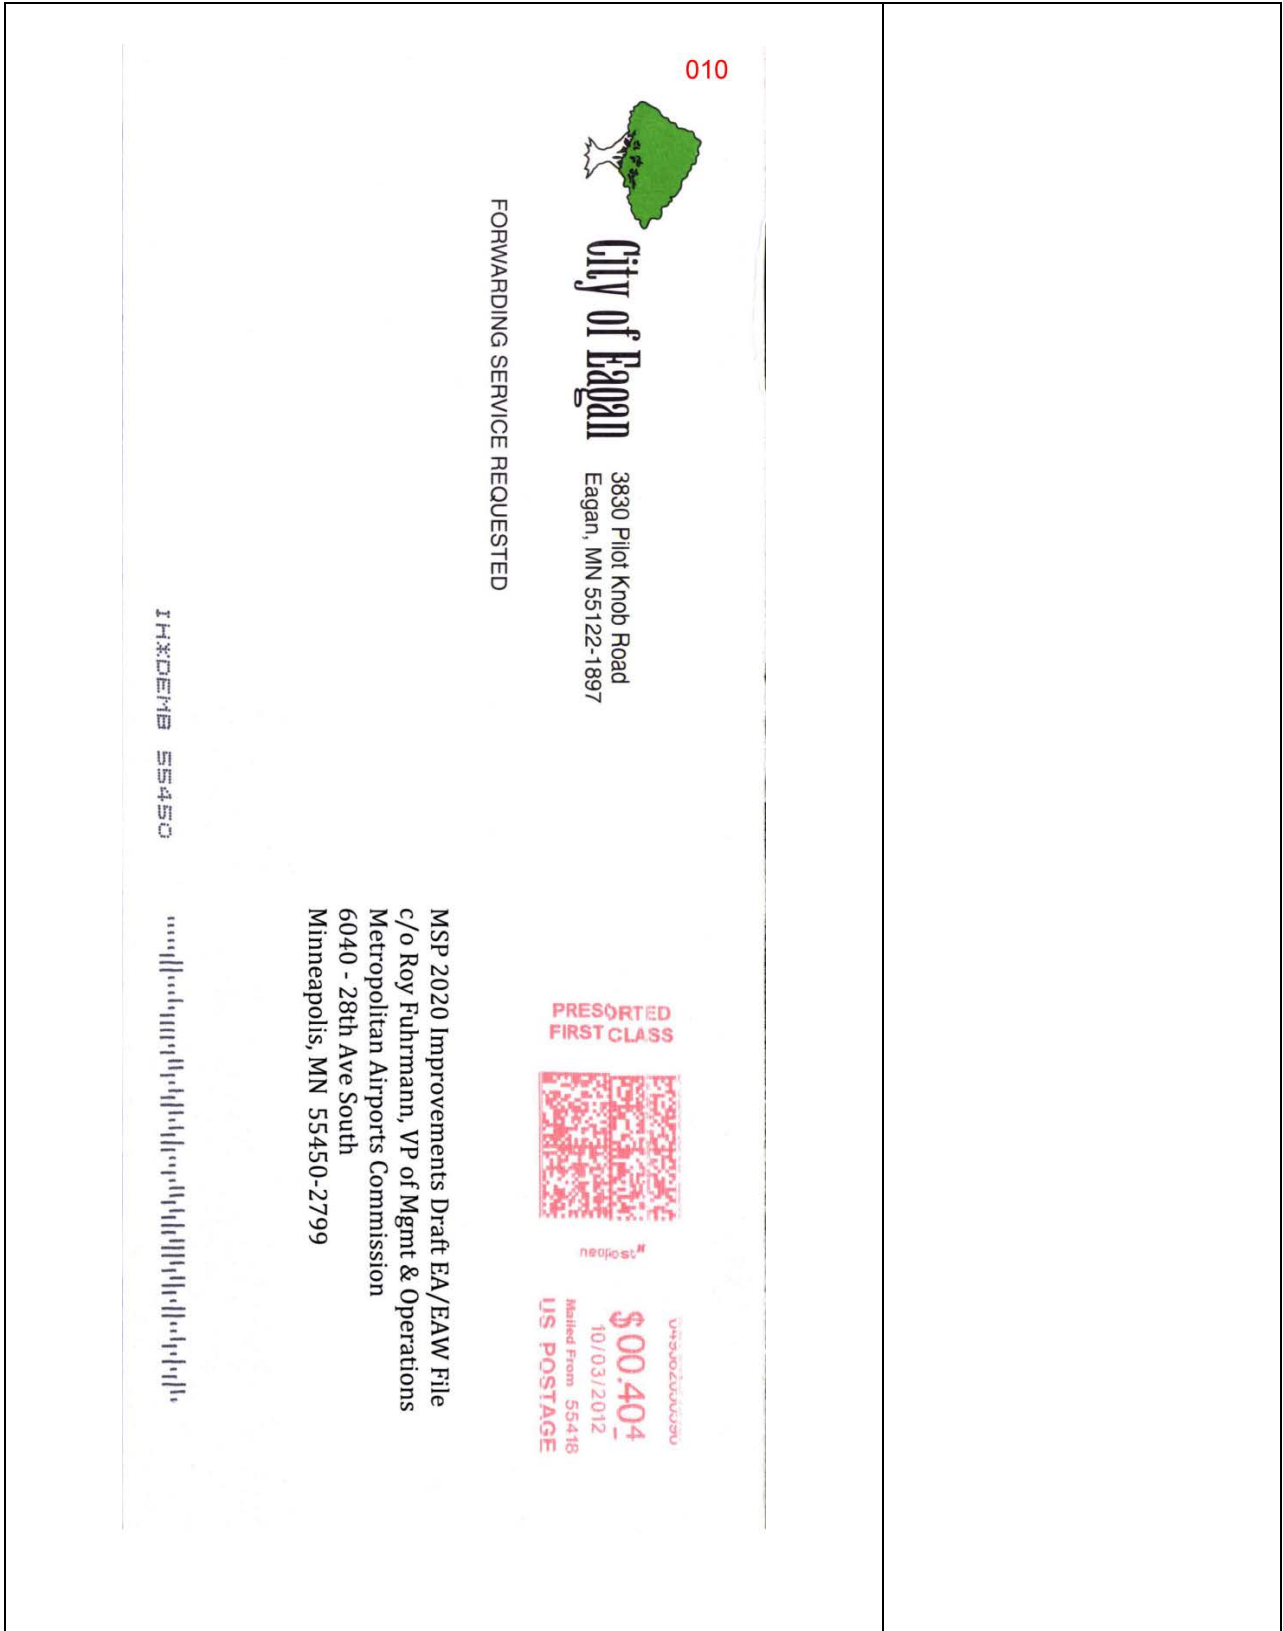 010
City of Eagan
3830 Pilot Knob Road
Eagan, MN 55122-1897
FORWARDING SERVICE REQUESTED
PRESORTED
FIRST CLASS
neopost
$00.404
10/03/2012
Mailed From 55418
US POSTAGE
MSP 2020 Improvements Draft EA/EAW File
c/o Roy Fuhrmann, VP of Mgmt & Operations
Metropolitan Airports Commission
6040 - 28th Ave South
Minneapolis, MN 55450-2799
55450